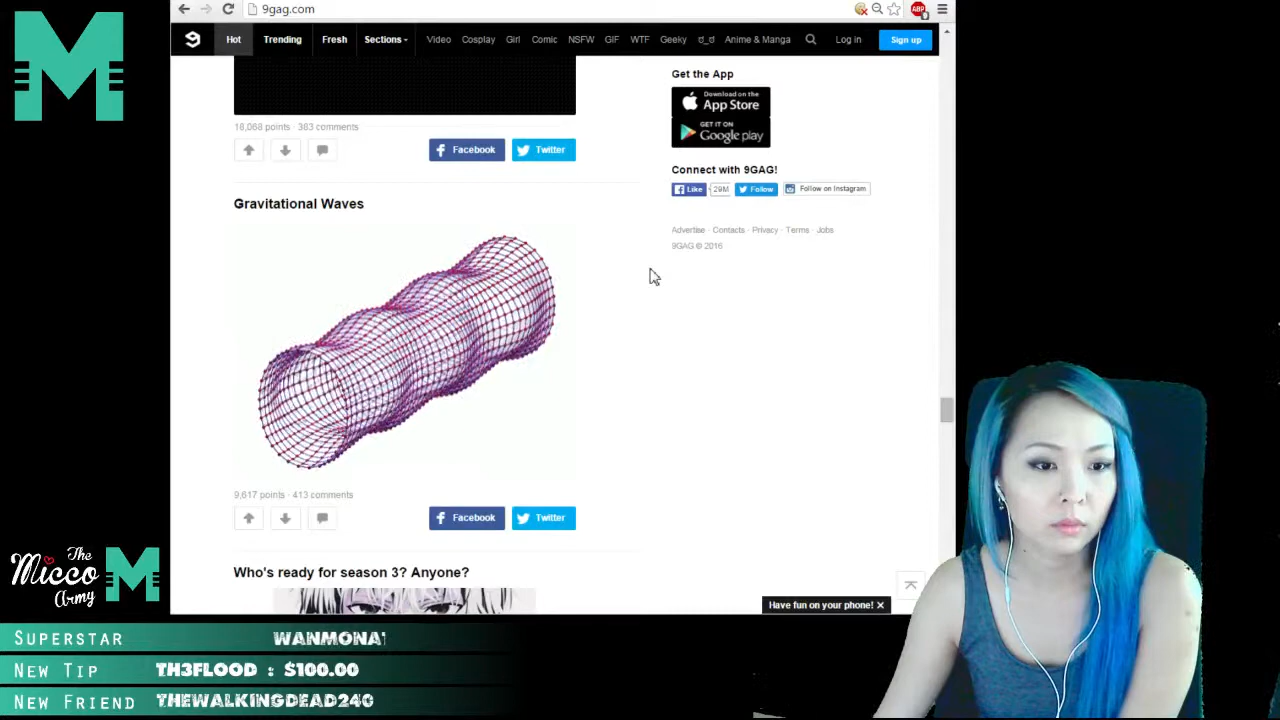 9gag.com
ABP
9 Hot Trending Fresh Sections Video Cosplay Girl Comic NSFW GIF WTF Geeky ಠ_ಠ Anime & Manga Log in Sign up
18,068 points · 383 comments
Facebook Twitter
Gravitational Waves
9,617 points · 413 comments
Facebook Twitter
Who's ready for season 3? Anyone?
Get the App
Download on the
App Store
GET IT ON
Google play
Connect with 9GAG!
Like 29M Follow Follow on Instagram
Advertise · Contacts · Privacy · Terms · Jobs
9GAG © 2016
Have fun on your phone! ×
M
The
Micco
Army
M
Superstar WANMONA
New Tip TH3FLOOD : $100.00
New Friend THEWALKINGDEAD240